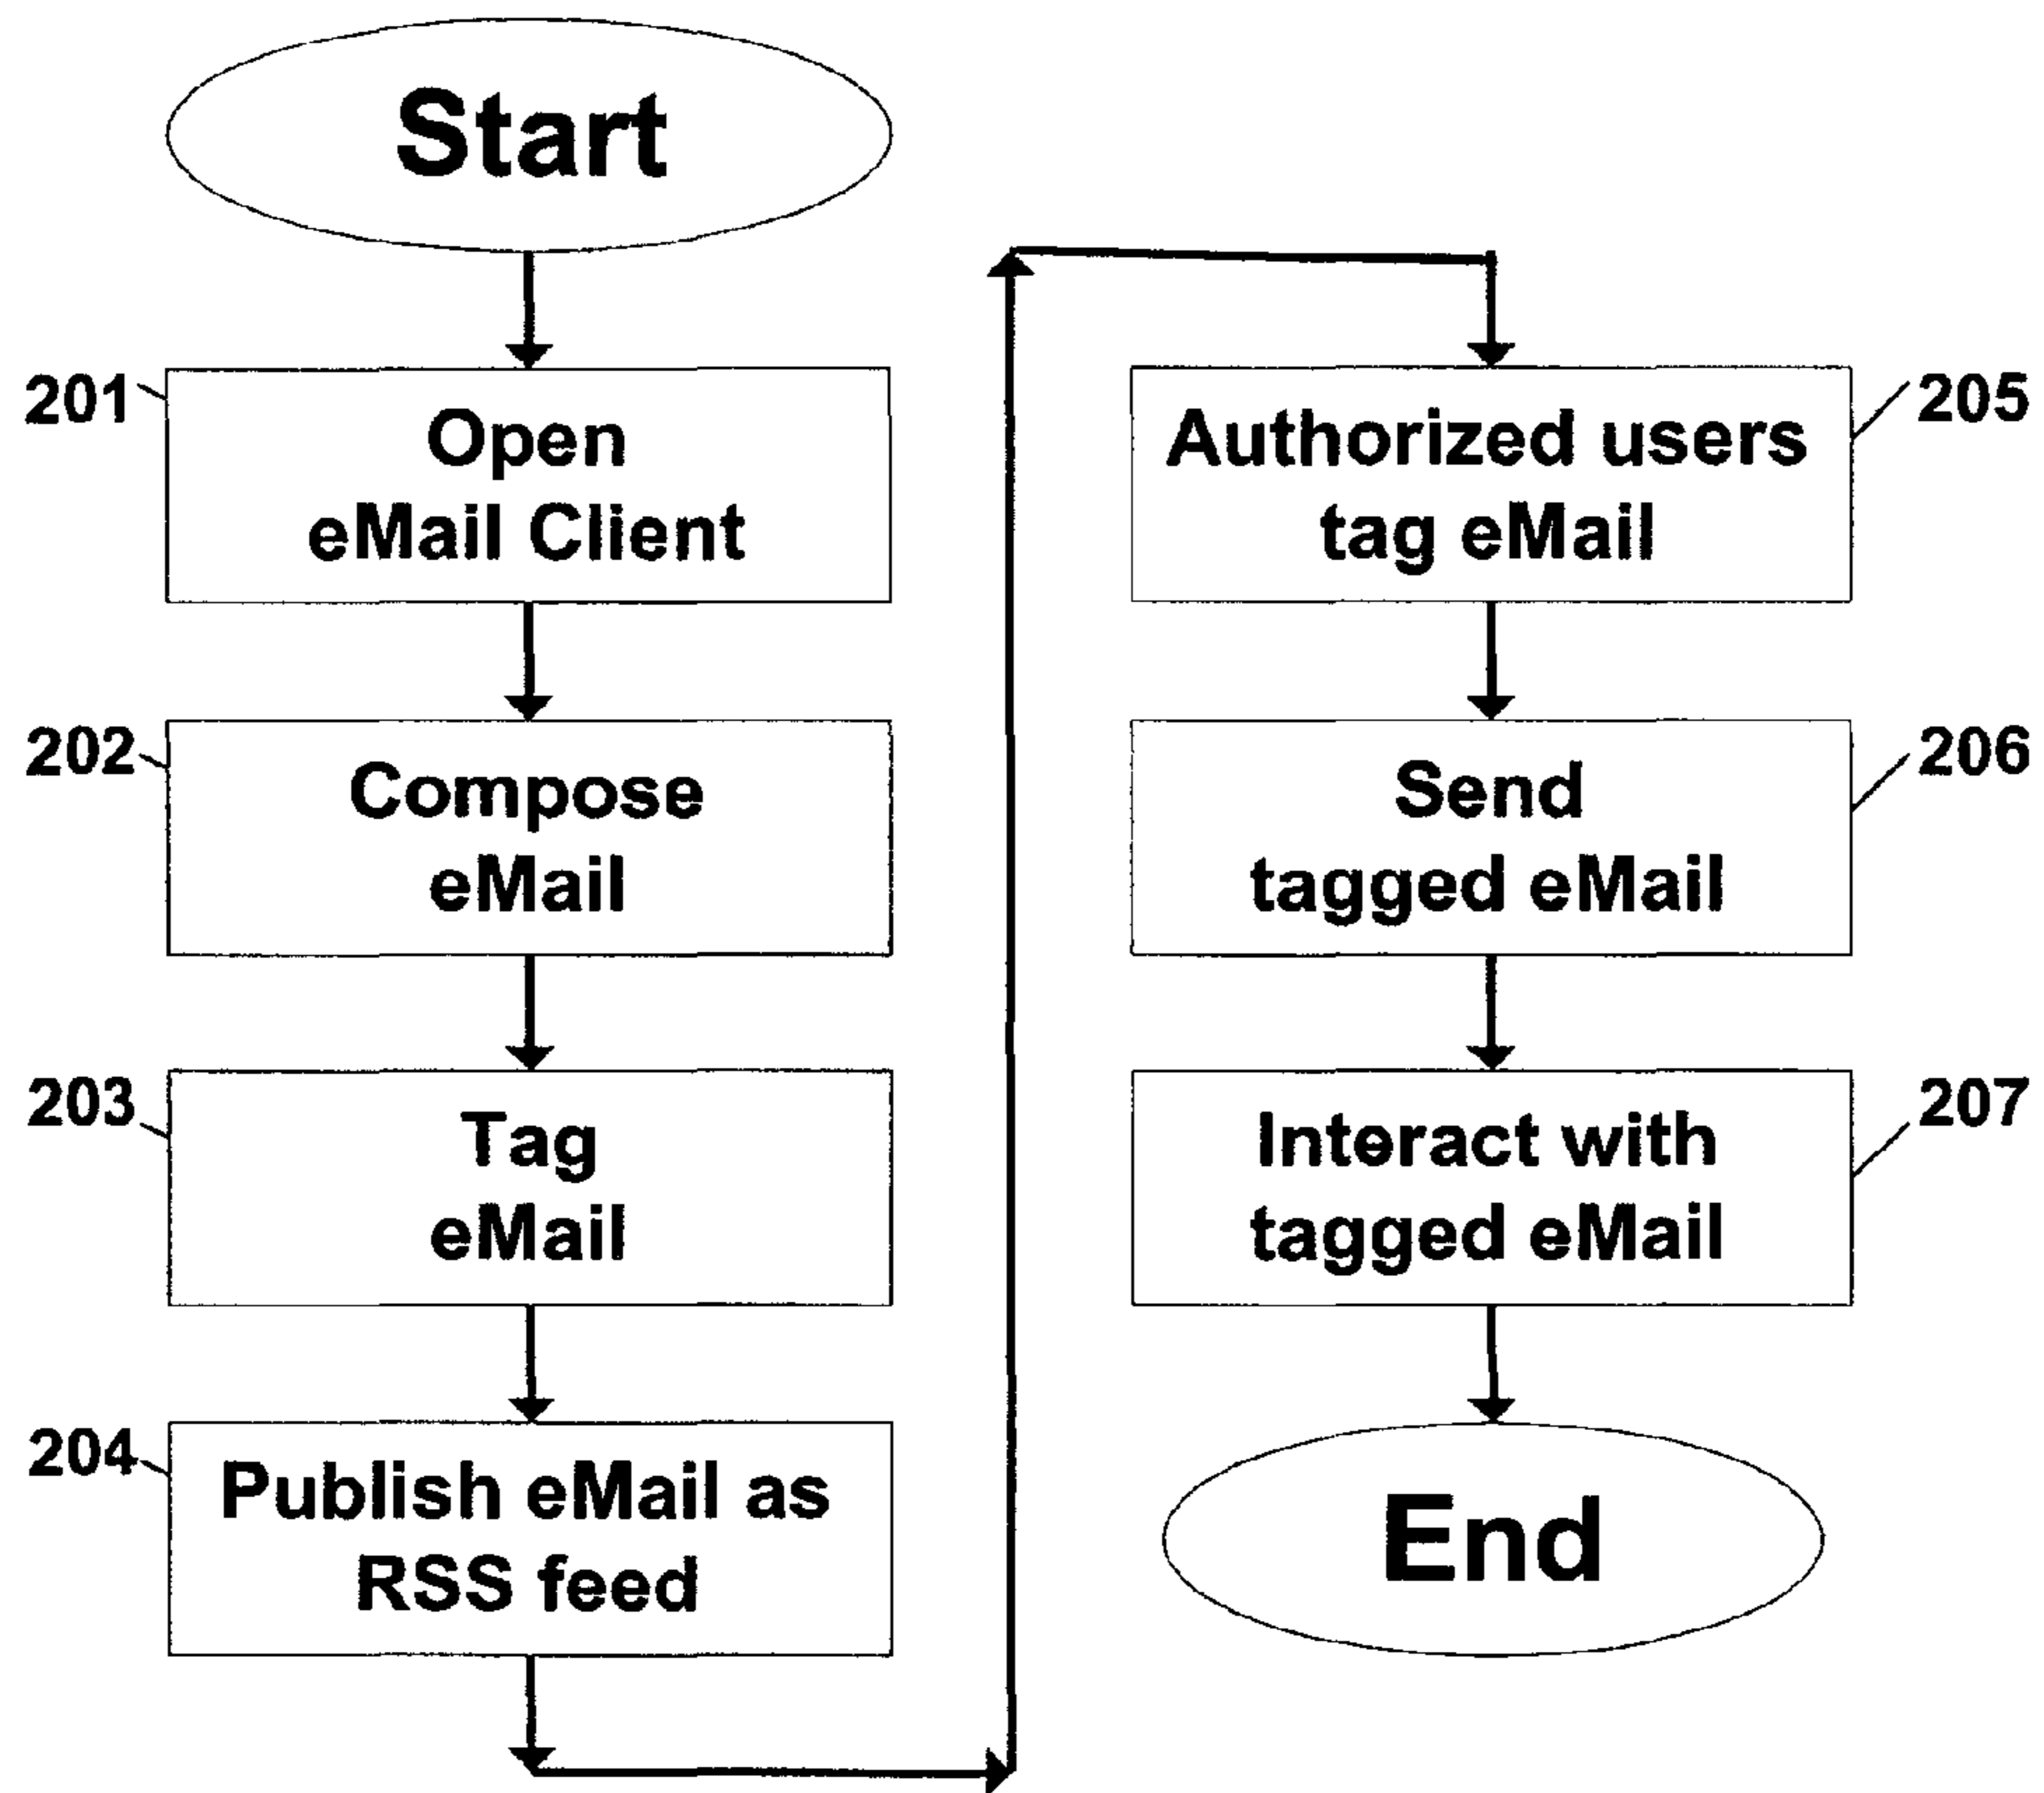 Start
201
Open
eMail Client
202
Compose
eMail
203
Tag
eMail
204
Publish eMail as
RSS feed
205
Authorized users
tag eMail
206
Send
tagged eMail
207
Interact with
tagged eMail
End